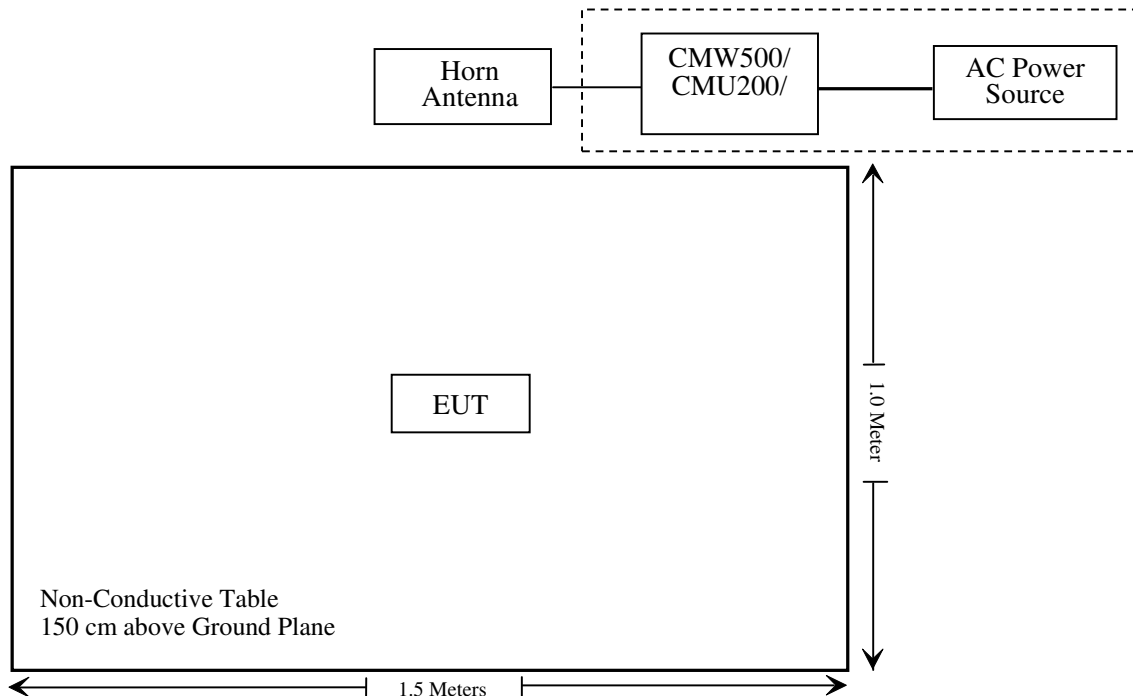 Horn
Antenna
CMW500/
CMU200/
AC Power
Source
EUT
1.0 Meter
Non-Conductive Table
150 cm above Ground Plane
1.5 Meters